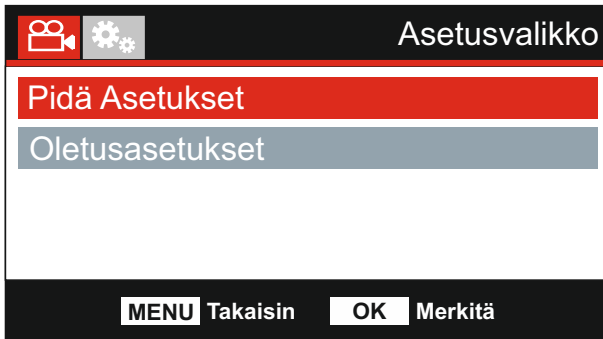 Asetusvalikko
Pidä Asetukset
Oletusasetukset
MENU Takaisin OK Merkitä